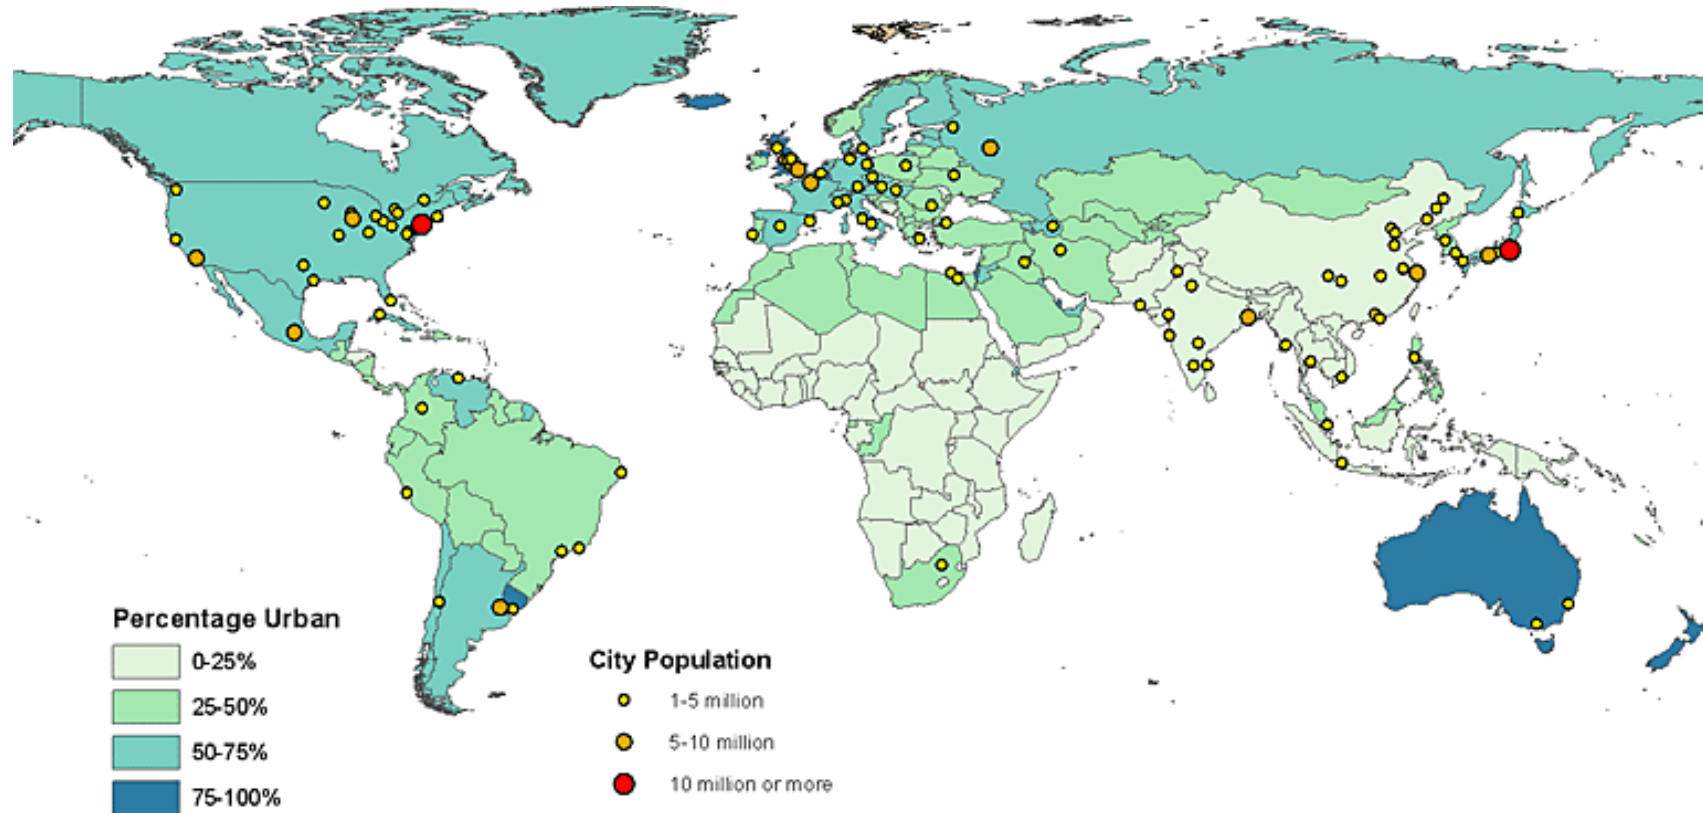 Percentage Urban
0-25%
25-50%
50-75%
75-100%
City Population
1-5 million
5-10 million
10 million or more